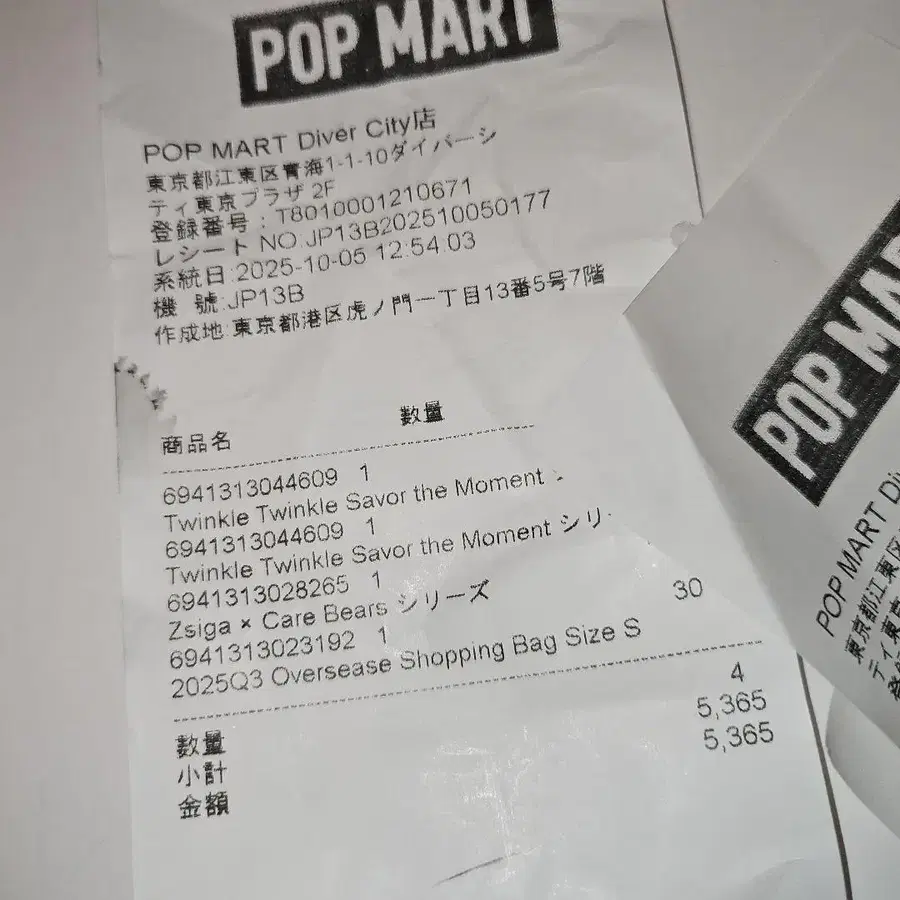 POP MART
POP MART Diver City店
東京都江東区青海1-1-10ダイバーシ
ティ東京プラザ 2F
登録番号：T8010001210671
レシートNO.JP13B202510050177
系統日:2025-10-05 12:54:03
機 號:JP13B
作成地:東京都港区虎ノ門一丁目13番5号7階
商品名 数量
6941313044609 1
Twinkle Twinkle Savor the Moment
6941313044609 1
Twinkle Twinkle Savor the Moment シリ
6941313028265 1
Zsiga × Care Bears シリーズ
6941313023192 1 30
2025Q3 Oversease Shopping Bag Size S
数量 4
小計 5,365
金額 5,365
POP MA
POP MART Di
東京都江東区
ティ東